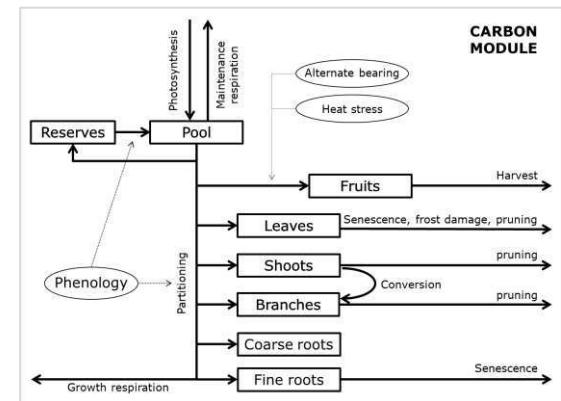 CARBON
MODULE
Photosynthesis
Maintenance
respiration
Alternate bearing
Heat stress
Reserves
Pool
Harvest
Fruits
Leaves
Senescence, frost damage, pruning
Phenology
Partitioning
Shoots
pruning
Conversion
Branches
pruning
Coarse roots
Growth respiration
Fine roots
Senescence